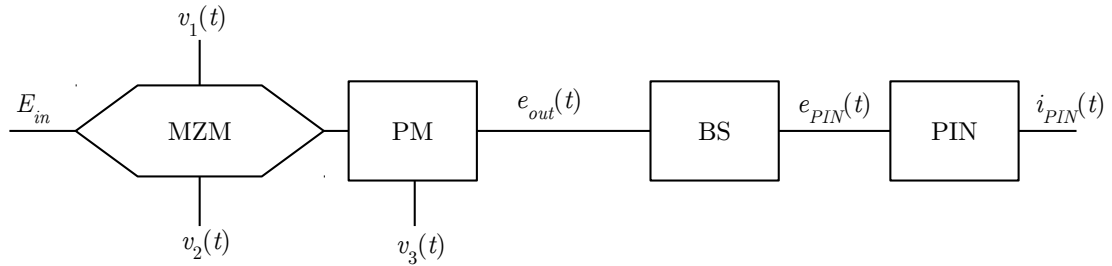 v_1(t)
E_in
MZM
PM
e_out(t)
BS
e_PIN(t)
PIN
i_PIN(t)
v_2(t)
v_3(t)